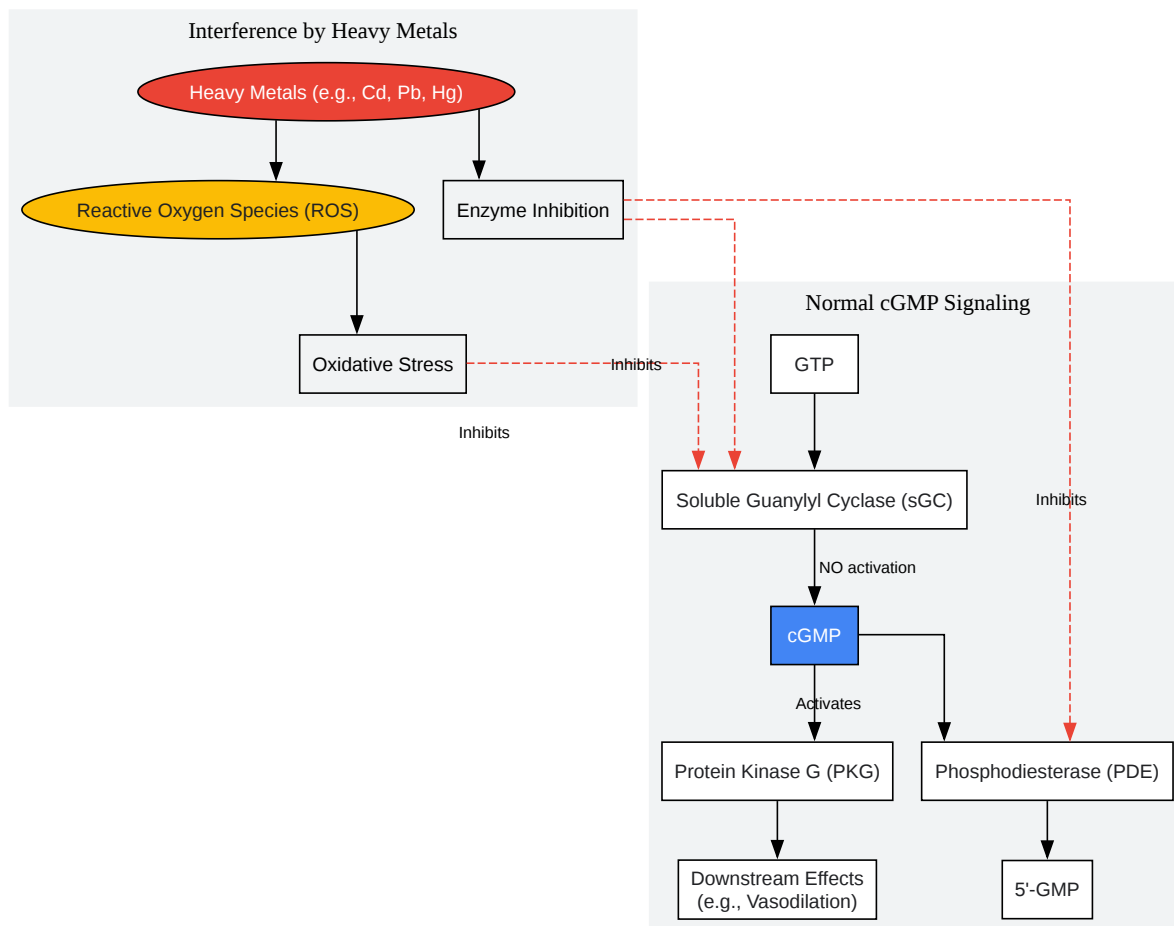 Interference by Heavy Metals
Heavy Metals (e.g., Cd, Pb, Hg)
Reactive Oxygen Species (ROS)
Enzyme Inhibition
Oxidative Stress
Inhibits
Inhibits
Normal cGMP Signaling
GTP
Soluble Guanylyl Cyclase (sGC)
Inhibits
NO activation
cGMP
Activates
Protein Kinase G (PKG)
Phosphodiesterase (PDE)
Downstream Effects
(e.g., Vasodilation)
5'-GMP